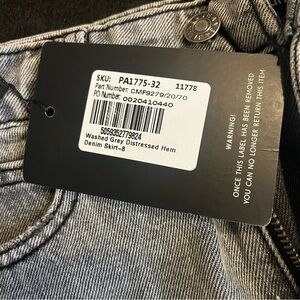 SKU: PA1775-32 11778
Part Number: CMF9279/20/70
PO Number: 0020410440
5059352779824
Washed Grey Distressed Hem
Denim Skirt-8
WARNING!
ONCE THIS LABEL HAS BEEN REMOVED
YOU CAN NO LONGER RETURN THIS ITEM